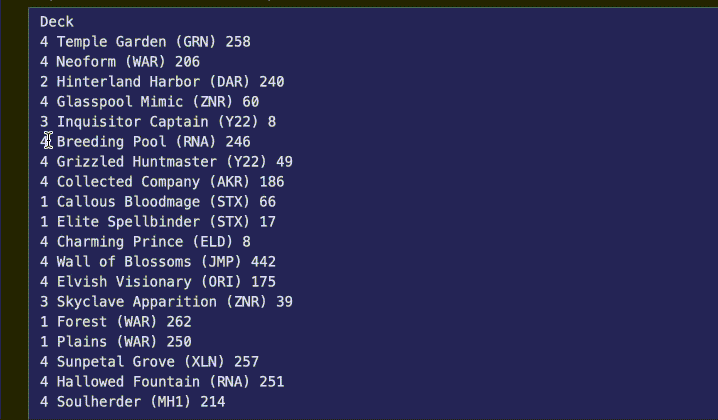 Deck
4 Temple Garden (GRN) 258
4 Neoform (WAR) 206
2 Hinterland Harbor (DAR) 240
4 Glasspool Mimic (ZNR) 60
3 Inquisitor Captain (Y22) 8
4 Breeding Pool (RNA) 246
4 Grizzled Huntmaster (Y22) 49
4 Collected Company (AKR) 186
1 Callous Bloodmage (STX) 66
1 Elite Spellbinder (STX) 17
4 Charming Prince (ELD) 8
4 Wall of Blossoms (JMP) 442
4 Elvish Visionary (ORI) 175
3 Skyclave Apparition (ZNR) 39
1 Forest (WAR) 262
1 Plains (WAR) 250
4 Sunpetal Grove (XLN) 257
4 Hallowed Fountain (RNA) 251
4 Soulherder (MH1) 214